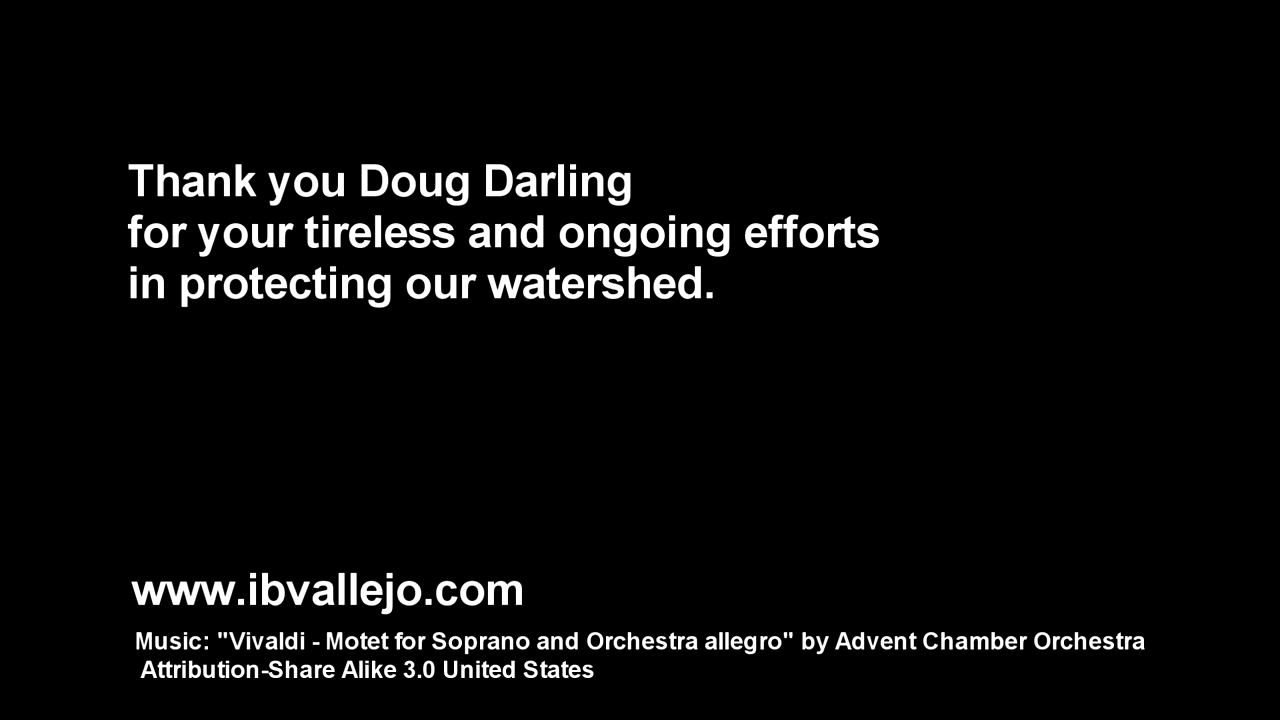 Thank you Doug Darling
for your tireless and ongoing efforts
in protecting our watershed.
www.ibvallejo.com
Music: "Vivaldi - Motet for Soprano and Orchestra allegro" by Advent Chamber Orchestra
Attribution-Share Alike 3.0 United States